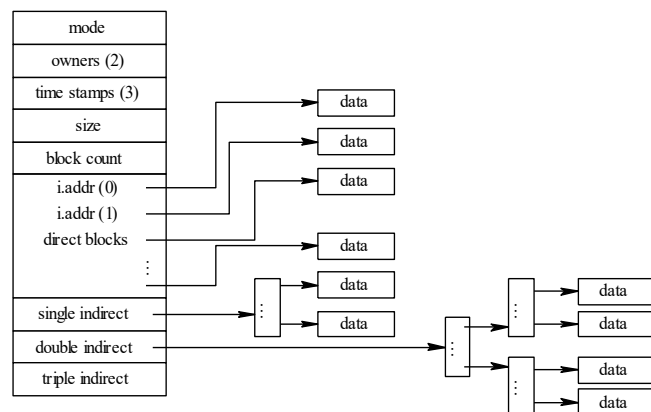 mode
owners (2)
time stamps (3)
size
block count
i.addr (0)
i.addr (1)
direct blocks
⋮
single indirect
double indirect
triple indirect
data
data
data
data
data
data
⋮
⋮
⋮
data
data
⋮
data
data